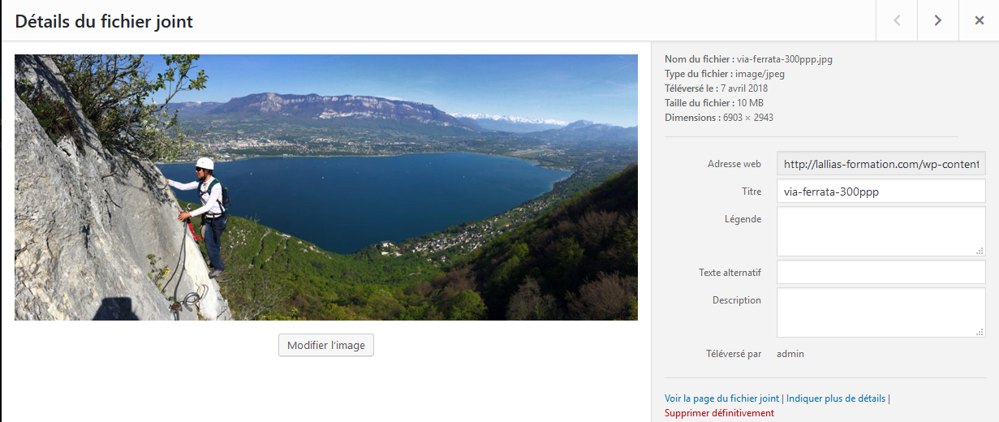 Détails du fichier joint
Nom du fichier : via-ferrata-300ppp.jpg
Type du fichier : image/jpeg
Téléversé le : 7 avril 2018
Taille du fichier : 10 MB
Dimensions : 6903 × 2943
Adresse web http://lallias-formation.com/wp-content
Titre via-ferrata-300ppp
Légende
Texte alternatif
Description
Téléversé par admin
Modifier l'image
Voir la page du fichier joint | Indiquer plus de détails |
Supprimer définitivement